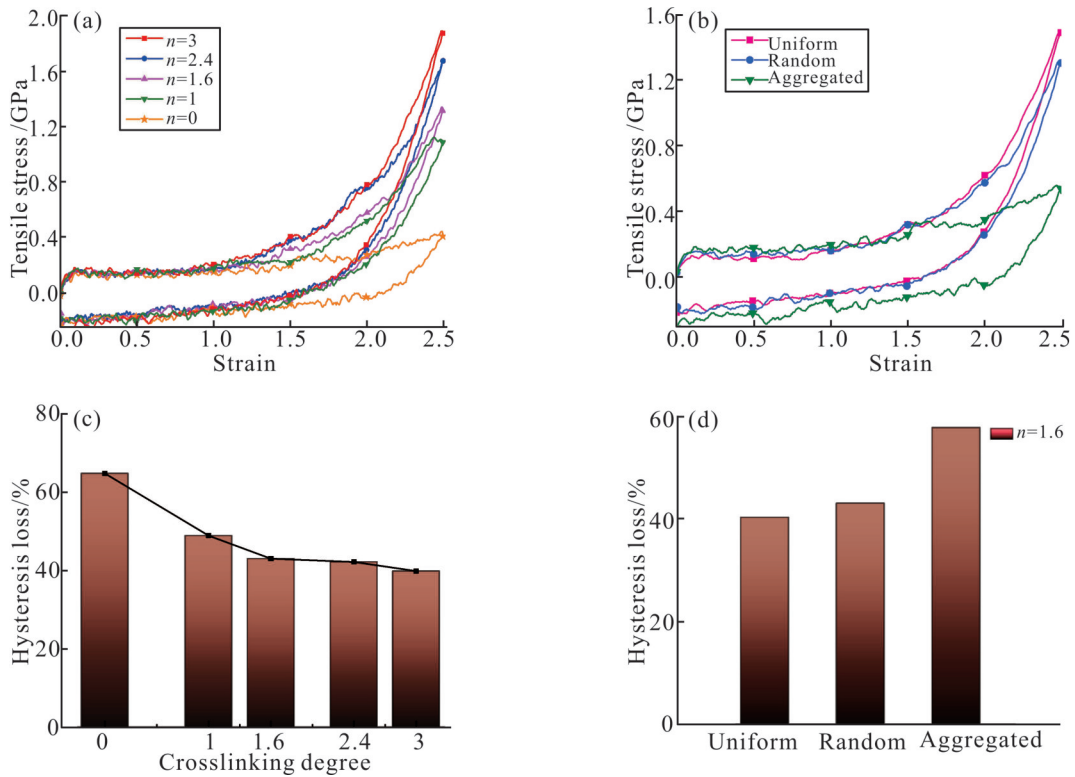 (a)
n=3
n=2.4
n=1.6
n=1
n=0
2.0
1.6
1.2
0.8
0.4
0.0
Tensile stress /GPa
0.0 0.5 1.0 1.5 2.0 2.5
Strain
(b)
Uniform
Random
Aggregated
1.6
1.2
0.8
0.4
0.0
Tensile stress /GPa
0.0 0.5 1.0 1.5 2.0 2.5
Strain
(c)
80
60
40
20
0
Hysteresis loss/%
0 1 1.6 2.4 3
Crosslinking degree
(d)
n=1.6
60
40
20
0
Hysteresis loss/%
Uniform Random Aggregated